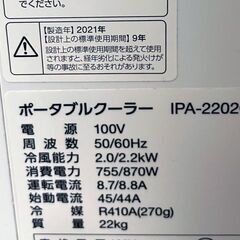 でください。
【製造年】2021年
【設計上の標準使用期間】9年
設計上の標準使用期間を超えて使用
されますと、経年劣化による発火けが
等の事故に至るおそれがあります。
ポータブルクーラー IPA-2202
電源 100V
周波数 50/60Hz
冷風能力 2.0/2.2kW
消費電力 755/870W
運転電流 8.7/8.8A
始動電流 45/44A
冷媒 R410A(270g)
質量 22kg